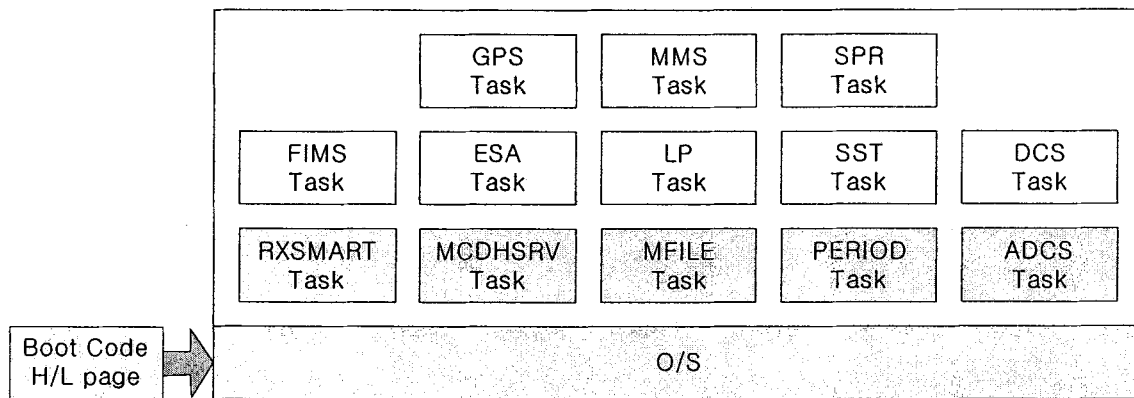 GPS
Task
MMS
Task
SPR
Task
FIMS
Task
ESA
Task
LP
Task
SST
Task
DCS
Task
RXSMART
Task
MCDHSRV
Task
MFILE
Task
PERIOD
Task
ADCS
Task
Boot Code
H/L page
O/S